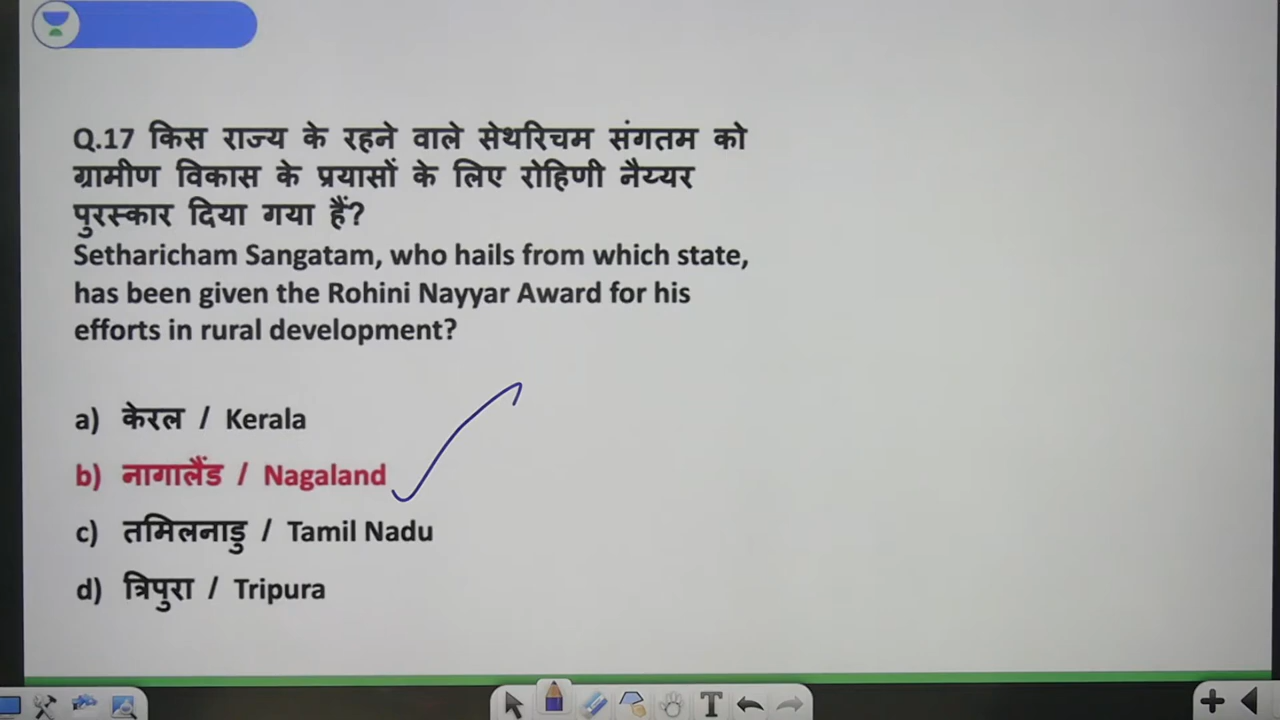 Q.17 किस राज्य के रहने वाले सेथरिचम संगतम को
ग्रामीण विकास के प्रयासों के लिए रोहिणी नैय्यर
पुरस्कार दिया गया हैं?
Setharicham Sangatam, who hails from which state,
has been given the Rohini Nayyar Award for his
efforts in rural development?
a) केरल / Kerala
b) नागालैंड / Nagaland
c) तमिलनाडु / Tamil Nadu
d) त्रिपुरा / Tripura